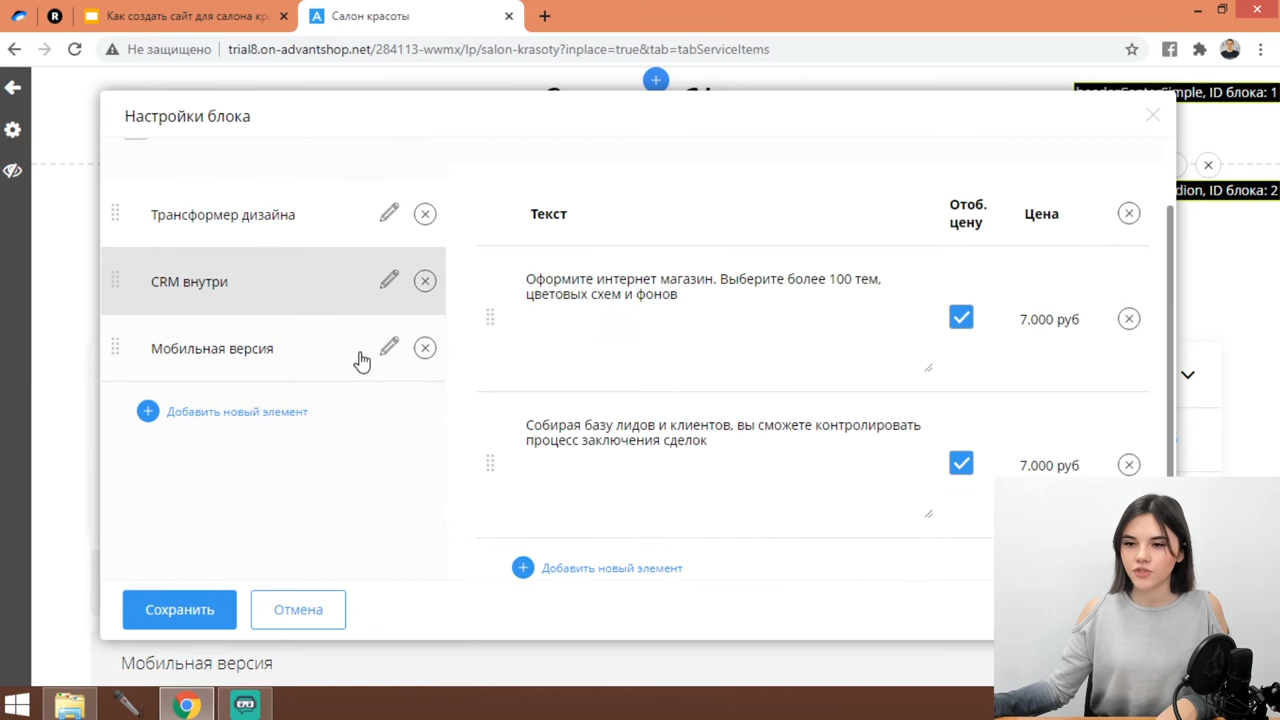 Как создать сайт для салона кр
Салон красоты
Не защищено
trial8.on-advantshop.net/284113-wwmx/lp/salon-krasoty?inplace=true&tab=tabServiceItems
Simple, ID блока: 1
dion, ID блока: 2
Настройки блока
Трансформер дизайна
CRM внутри
Мобильная версия
Добавить новый элемент
Текст
Отоб.
цену
Цена
Оформите интернет магазин. Выберите более 100 тем,
цветовых схем и фонов
7.000 руб
Собирая базу лидов и клиентов, вы сможете контролировать
процесс заключения сделок
7.000 руб
Добавить новый элемент
Сохранить
Отмена
Мобильная версия